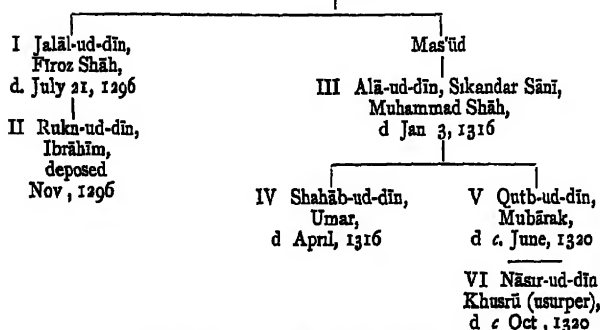 I Jalāl-ud-dīn,
Fīroz Shāh,
d. July 21, 1296
II Rukn-ud-dīn,
Ibrāhīm,
deposed
Nov, 1296
Mas'ūd
III Alā-ud-dīn, Sikandar Sānī,
Muhammad Shāh,
d Jan 3, 1316
IV Shahāb-ud-dīn,
Umar,
d April, 1316
V Qutb-ud-dīn,
Mubārak,
d c. June, 1320
VI Nāsır-ud-dīn
Khusrū (usurper),
d c Oct, 1320